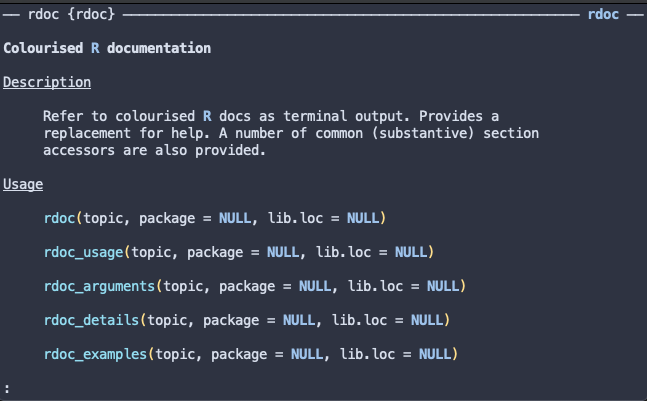 ── rdoc {rdoc} ────────────────────────────────────────────────────────── rdoc ──
Colourised R documentation
Description
Refer to colourised R docs as terminal output. Provides a
replacement for help. A number of common (substantive) section
accessors are also provided.
Usage
rdoc(topic, package = NULL, lib.loc = NULL)
rdoc_usage(topic, package = NULL, lib.loc = NULL)
rdoc_arguments(topic, package = NULL, lib.loc = NULL)
rdoc_details(topic, package = NULL, lib.loc = NULL)
rdoc_examples(topic, package = NULL, lib.loc = NULL)
: